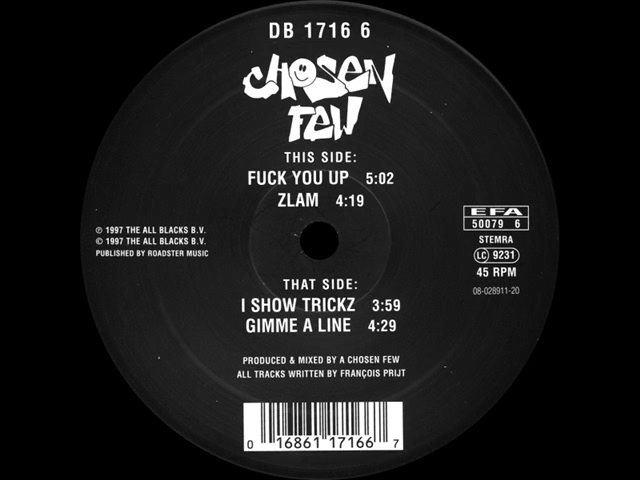 DB 1716 6
CHOSEN
FEW
THIS SIDE:
FUCK YOU UP 5:02
ZLAM 4:19
℗ 1997 THE ALL BLACKS B.V.
© 1997 THE ALL BLACKS B.V.
PUBLISHED BY ROADSTER MUSIC
EFA
50079 6
STEMRA
LC 9231
45 RPM
08-028911-20
THAT SIDE:
I SHOW TRICKZ 3:59
GIMME A LINE 4:29
PRODUCED & MIXED BY A CHOSEN FEW
ALL TRACKS WRITTEN BY FRANÇOIS PRIJT
0 16861 17166 7